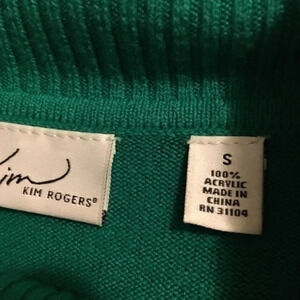 Kim
KIM ROGERS®
S
100%
ACRYLIC
MADE IN
CHINA
RN 31104